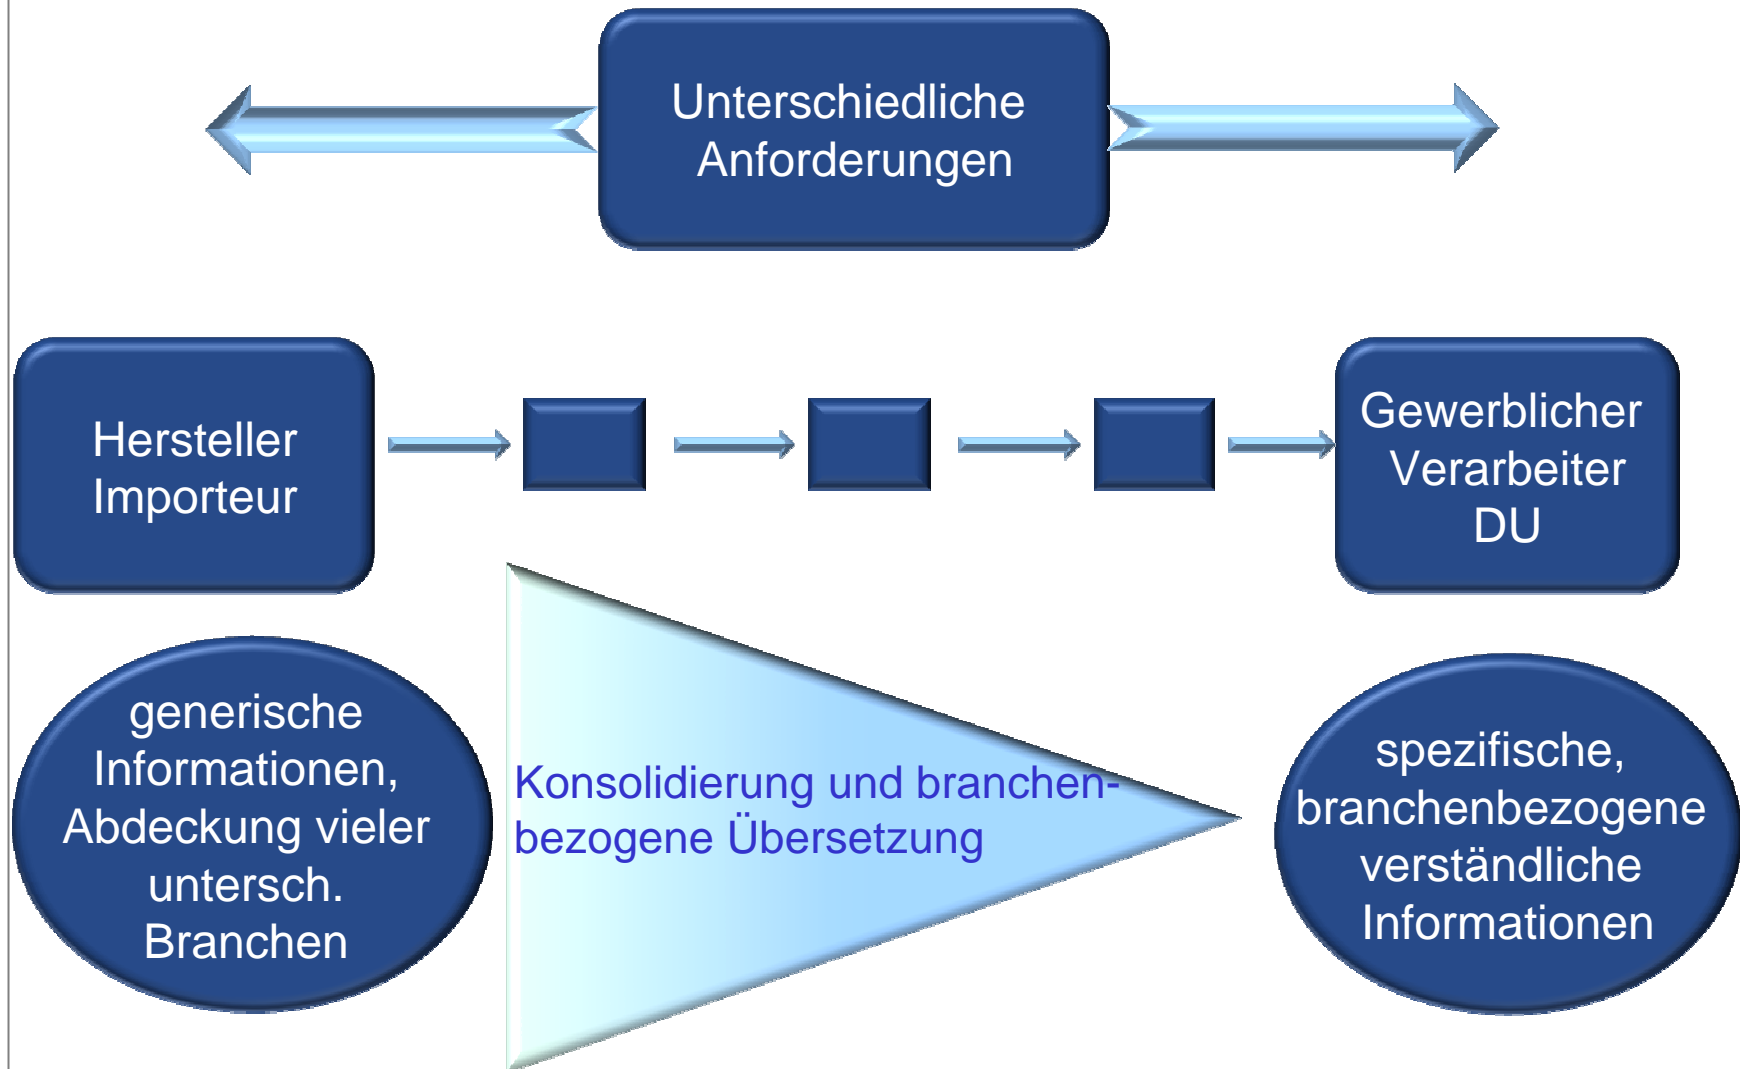 Unterschiedliche
Anforderungen
Hersteller
Importeur
Gewerblicher
Verarbeiter
DU
generische
Informationen,
Abdeckung vieler
untersch.
Branchen
Konsolidierung und branchen-
bezogene Übersetzung
spezifische,
branchenbezogene
verständliche
Informationen